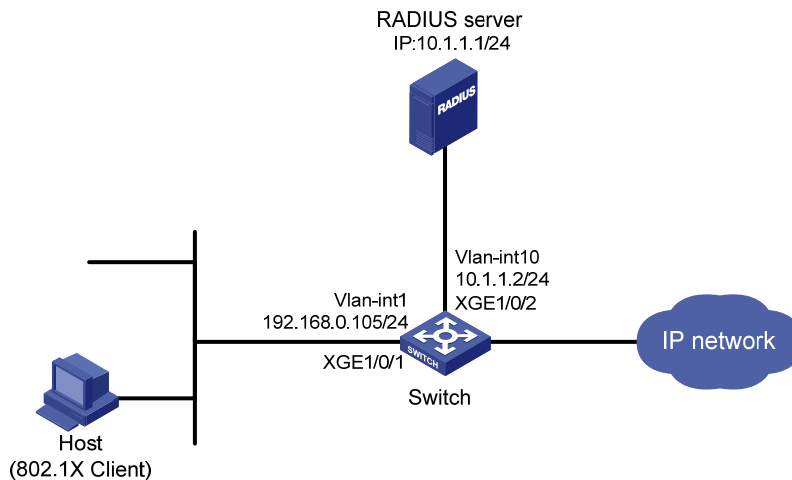 RADIUS server
IP:10.1.1.1/24
RADIUS
Vlan-int10
10.1.1.2/24
XGE1/0/2
Vlan-int1
192.168.0.105/24
XGE1/0/1
SWITCH
Switch
IP network
Host
(802.1X Client)